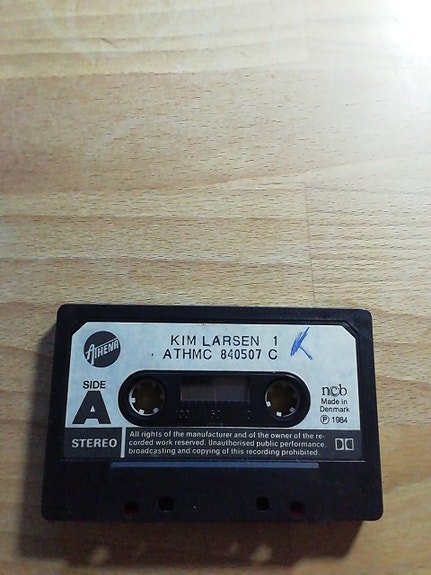 KIM LARSEN 1
ATHMC 840507 C
ATHENA
SIDE
A
ncb
Made in
Denmark
Ⓟ 1984
STEREO
All rights of the manufacturer and of the owner of the re-
corded work reserved. Unauthorised public performance,
broadcasting and copying of this recording prohibited.